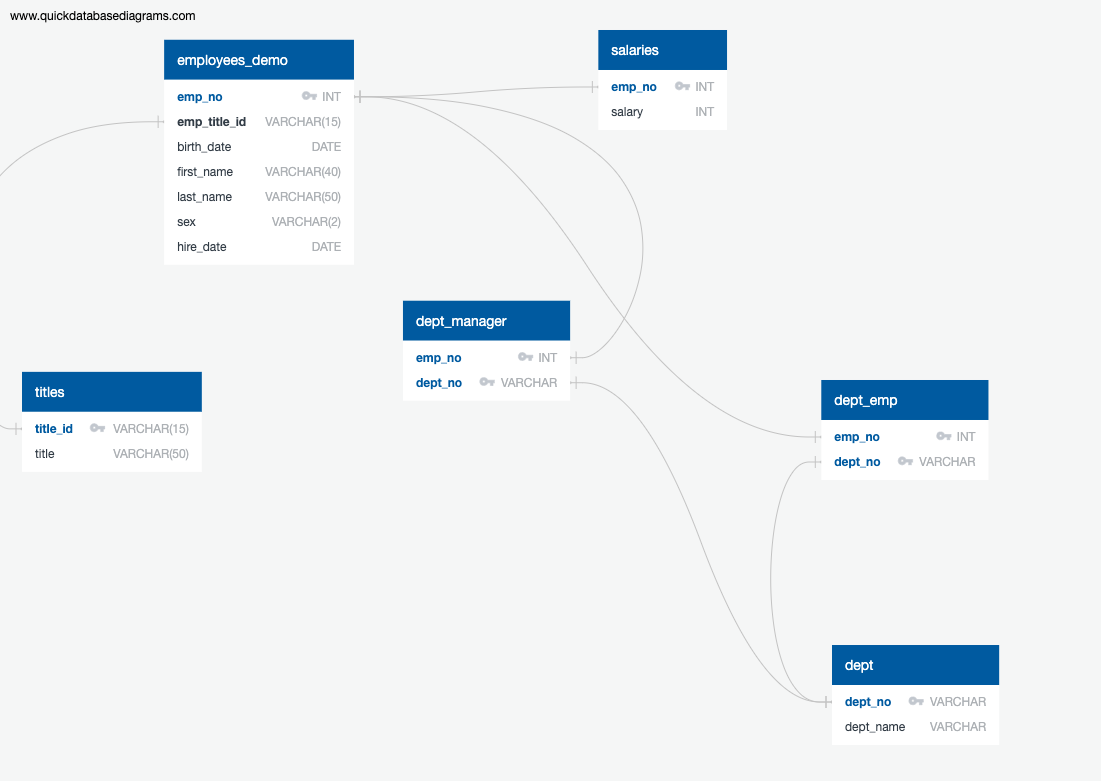 www.quickdatabasediagrams.com
employees_demo
emp_no INT
emp_title_id VARCHAR(15)
birth_date DATE
first_name VARCHAR(40)
last_name VARCHAR(50)
sex VARCHAR(2)
hire_date DATE
salaries
emp_no INT
salary INT
dept_manager
emp_no INT
dept_no VARCHAR
titles
title_id VARCHAR(15)
title VARCHAR(50)
dept_emp
emp_no INT
dept_no VARCHAR
dept
dept_no VARCHAR
dept_name VARCHAR